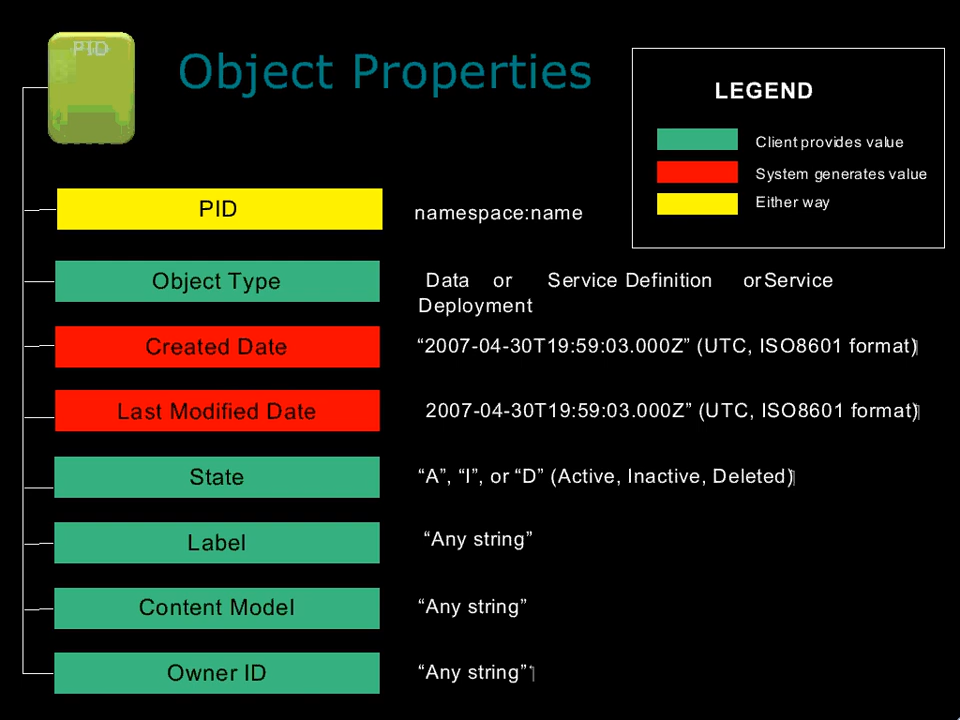 PID
Object Properties
LEGEND
Client provides value
System generates value
Either way
PID
namespace:name
Object Type
Data or Service Definition or Service
Deployment
Created Date
“2007-04-30T19:59:03.000Z” (UTC, ISO8601 format)
Last Modified Date
2007-04-30T19:59:03.000Z” (UTC, ISO8601 format)
State
“A”, “I”, or “D” (Active, Inactive, Deleted)
Label
“Any string”
Content Model
“Any string”
Owner ID
“Any string”